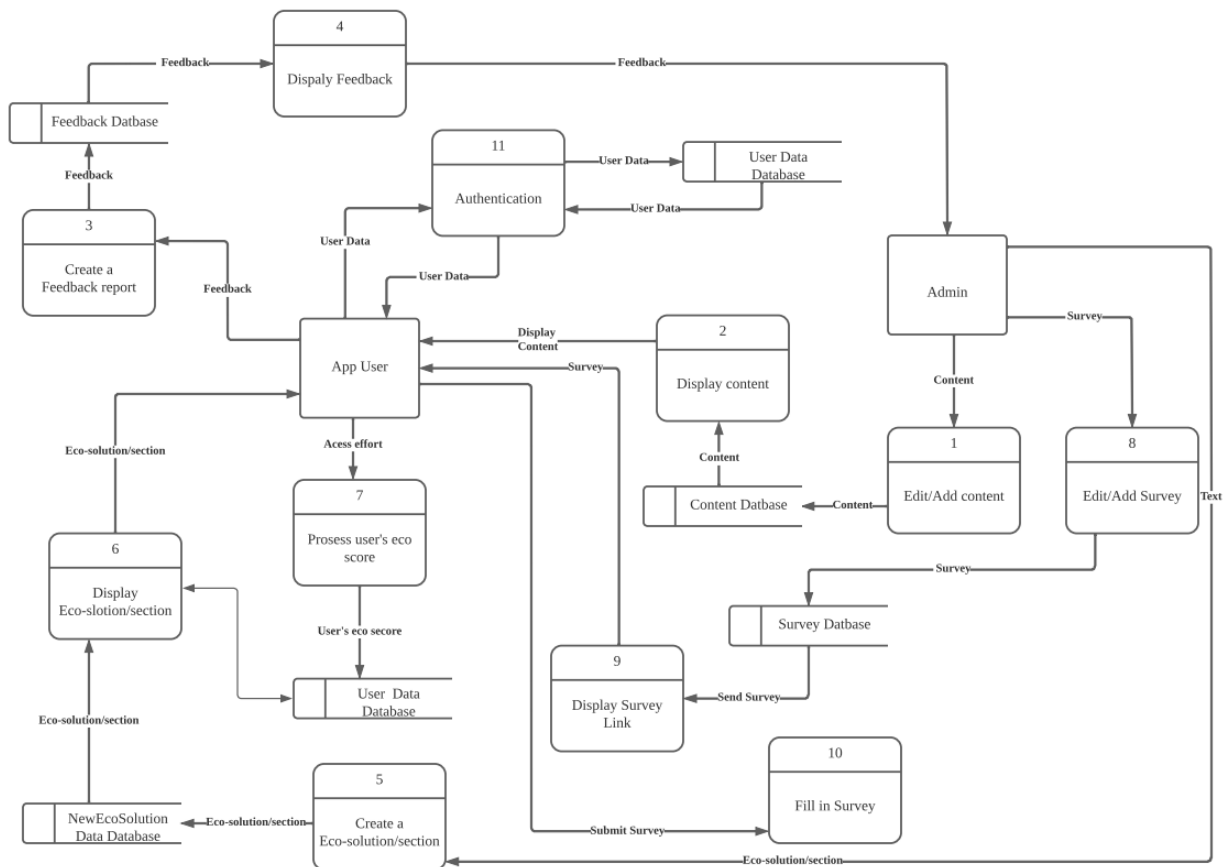 4
Dispaly Feedback
Feedback
Feedback
Feedback Datbase
Feedback
3
Create a
Feedback report
Feedback
11
Authentication
User Data
User Data
Database
User Data
User Data
User Data
Admin
Survey
Content
Text
App User
Display
Content
Survey
2
Display content
Content
Content Datbase
Content
1
Edit/Add content
8
Edit/Add Survey
Survey
Survey Datbase
Send Survey
9
Display Survey
Link
Acess effort
7
Prosess user's eco
score
User's eco secore
User Data
Database
Eco-solution/section
6
Display
Eco-slotion/section
Eco-solution/section
NewEcoSolution
Data Database
Eco-solution/section
5
Create a
Eco-solution/section
10
Fill in Survey
Submit Survey
Eco-solution/section